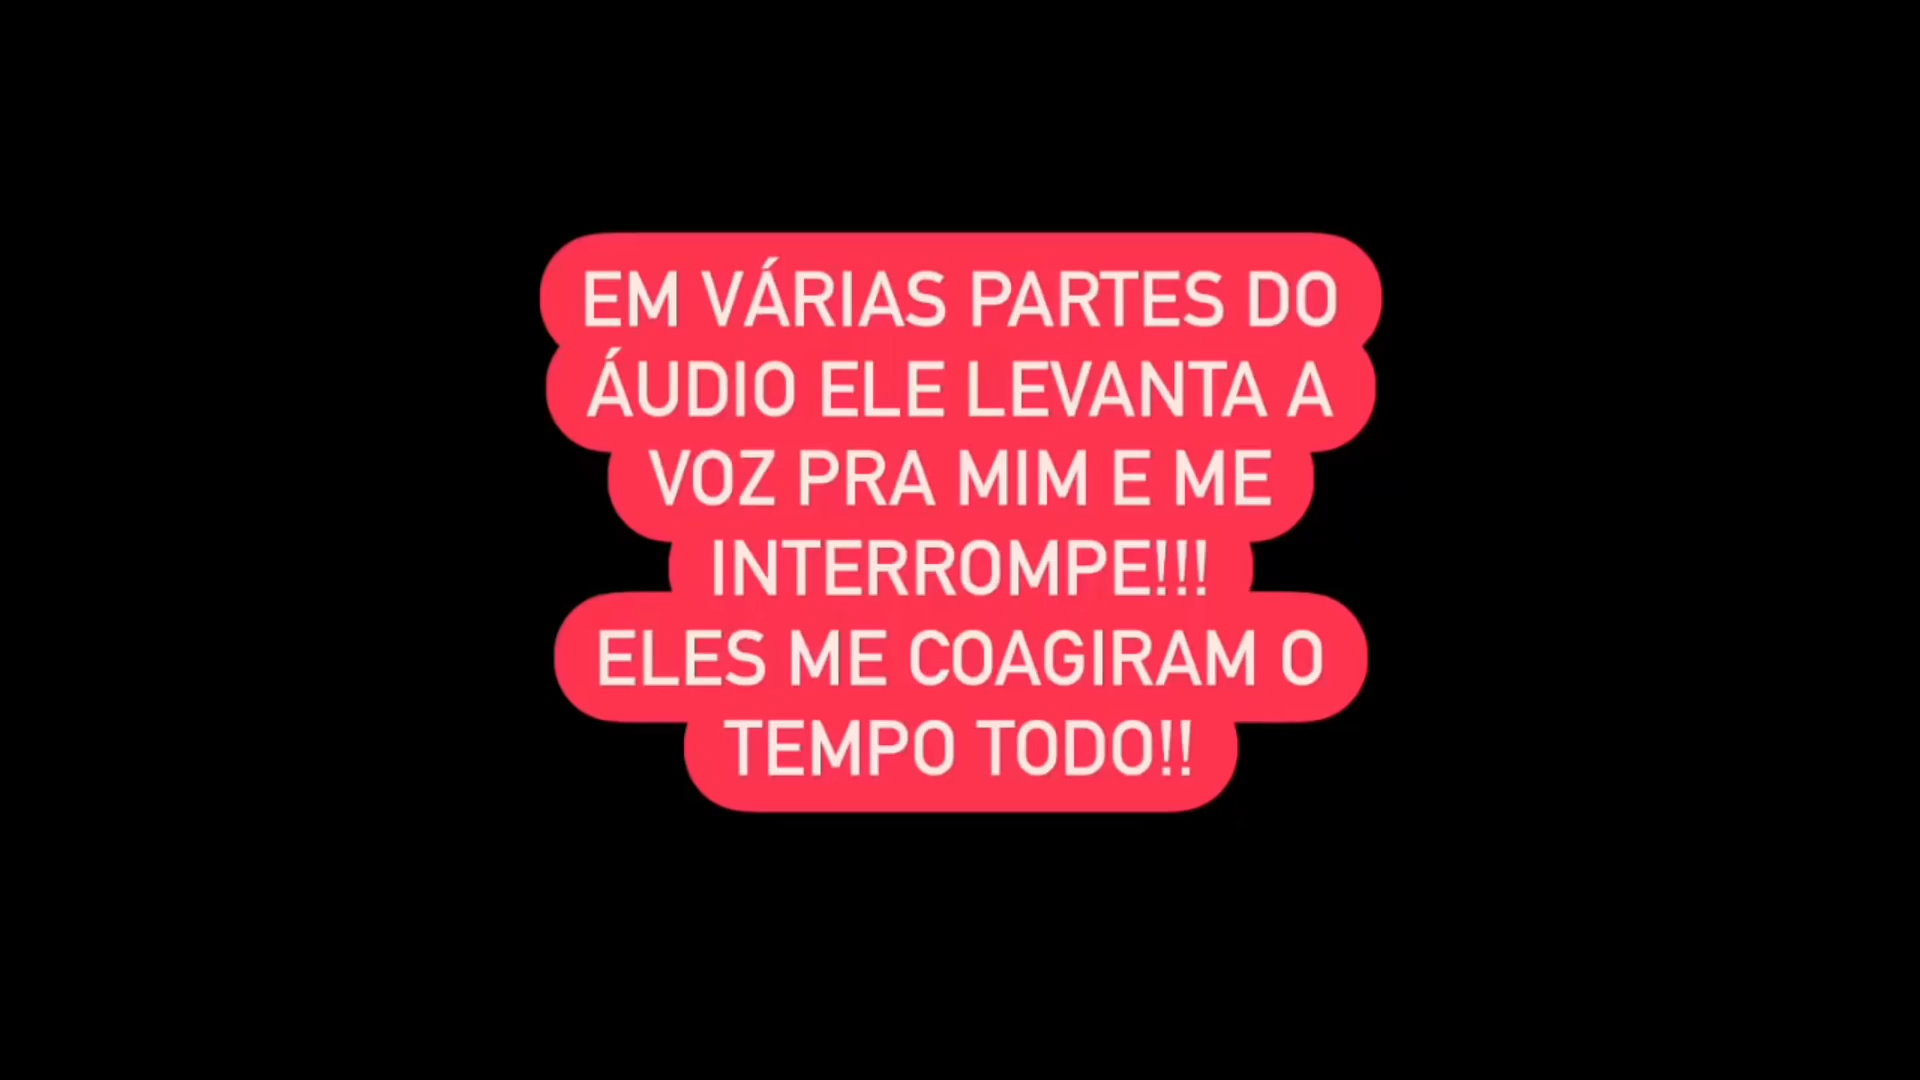 EM VÁRIAS PARTES DO
ÁUDIO ELE LEVANTA A
VOZ PRA MIM E ME
INTERROMPE!!!
ELES ME COAGIRAM O
TEMPO TODO!!